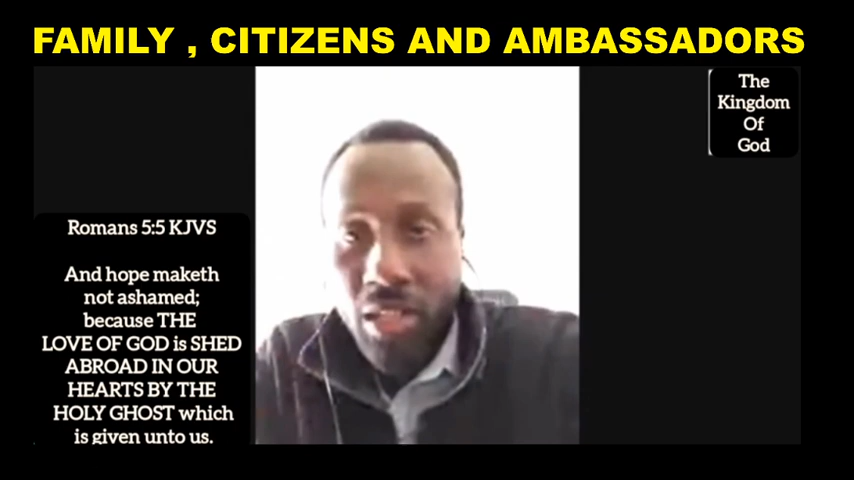 FAMILY , CITIZENS AND AMBASSADORS
The
Kingdom
Of
God
Romans 5:5 KJVS
And hope maketh
not ashamed;
because THE
LOVE OF GOD is SHED
ABROAD IN OUR
HEARTS BY THE
HOLY GHOST which
is given unto us.